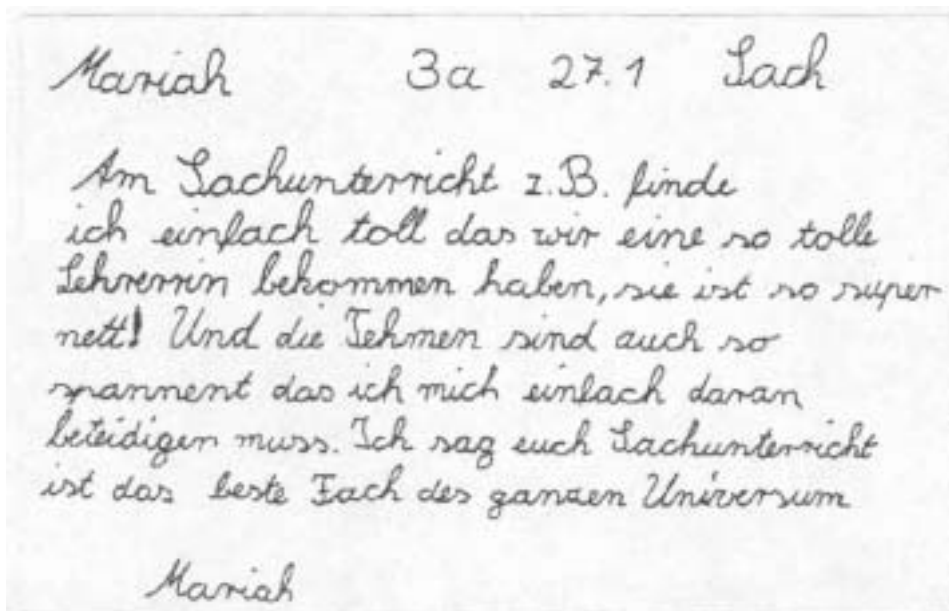 Mariah 3a 27.1 Sach
Am Sachunterricht z.B. finde
ich einfach toll das wir eine so tolle
Lehrerrin bekommen haben, sie ist so super
nett! Und die Tehmen sind auch so
spannent das ich mich einfach daran
beteidigen muss. Ich sag euch Sachunterricht
ist das beste Fach des ganzen Universum
Mariah